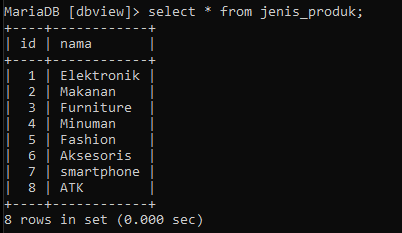 MariaDB [dbview]> select * from jenis_produk;
+----+------------+
| id | nama       |
+----+------------+
|  1 | Elektronik |
|  2 | Makanan    |
|  3 | Furniture  |
|  4 | Minuman    |
|  5 | Fashion    |
|  6 | Aksesoris  |
|  7 | smartphone |
|  8 | ATK        |
+----+------------+
8 rows in set (0.000 sec)